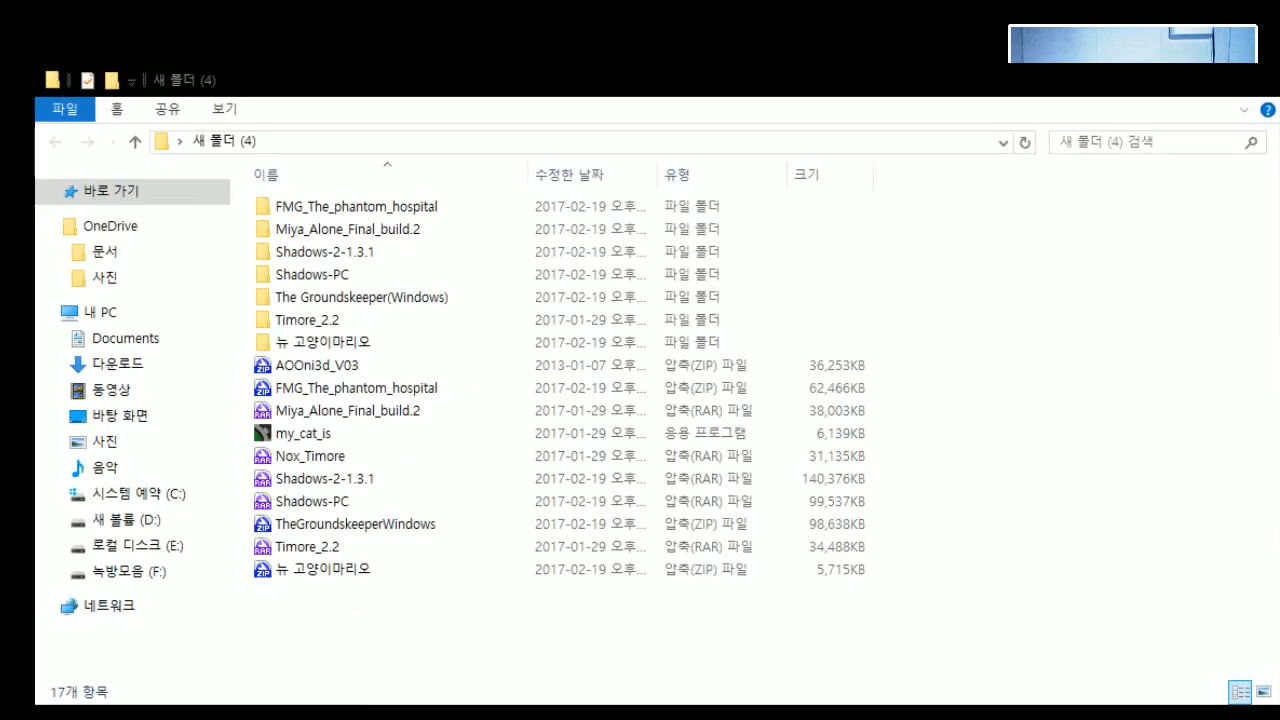 새 폴더 (4)
파일 홈 공유 보기
새 폴더 (4) 새 폴더 (4) 검색
이름 수정한 날짜 유형 크기
바로 가기
OneDrive
문서
사진
내 PC
Documents
다운로드
동영상
바탕 화면
사진
음악
시스템 예약 (C:)
새 볼륨 (D:)
로컬 디스크 (E:)
녹방모음 (F:)
네트워크
FMG_The_phantom_hospital 2017-02-19 오후... 파일 폴더
Miya_Alone_Final_build.2 2017-02-19 오후... 파일 폴더
Shadows-2-1.3.1 2017-02-19 오후... 파일 폴더
Shadows-PC 2017-02-19 오후... 파일 폴더
The Groundskeeper(Windows) 2017-02-19 오후... 파일 폴더
Timore_2.2 2017-01-29 오후... 파일 폴더
뉴 고양이마리오 2017-02-19 오후... 파일 폴더
AOOni3d_V03 2013-01-07 오후... 압축(ZIP) 파일 36,253KB
FMG_The_phantom_hospital 2017-02-19 오후... 압축(ZIP) 파일 62,466KB
Miya_Alone_Final_build.2 2017-01-29 오후... 압축(RAR) 파일 38,003KB
my_cat_is 2017-01-29 오후... 응용 프로그램 6,139KB
Nox_Timore 2017-01-29 오후... 압축(RAR) 파일 31,135KB
Shadows-2-1.3.1 2017-02-19 오후... 압축(RAR) 파일 140,376KB
Shadows-PC 2017-02-19 오후... 압축(RAR) 파일 99,537KB
TheGroundskeeperWindows 2017-02-19 오후... 압축(ZIP) 파일 98,638KB
Timore_2.2 2017-01-29 오후... 압축(RAR) 파일 34,488KB
뉴 고양이마리오 2017-02-19 오후... 압축(ZIP) 파일 5,715KB
17개 항목